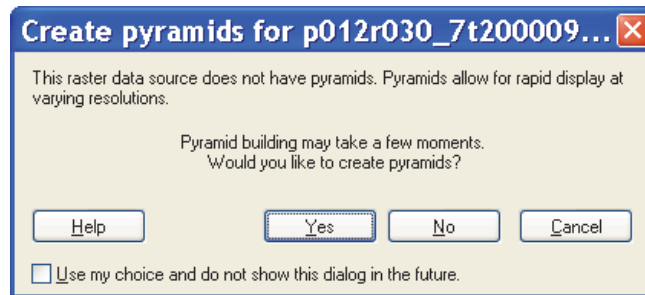 Create pyramids for p012r030_7t200009...
This raster data source does not have pyramids. Pyramids allow for rapid display at
varying resolutions.
Pyramid building may take a few moments.
Would you like to create pyramids?
Help Yes No Cancel
Use my choice and do not show this dialog in the future.